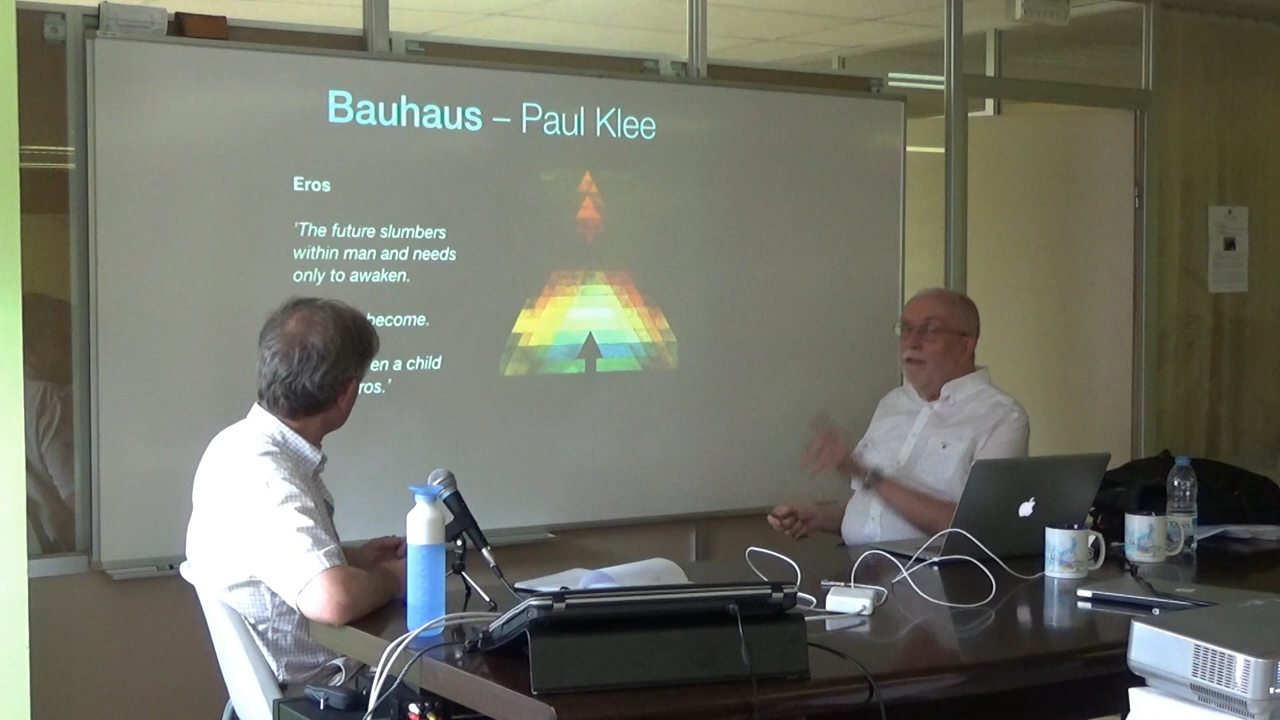 Bauhaus – Paul Klee
Eros
'The future slumbers
within man and needs
only to awaken.
become.
en a child
ros.'